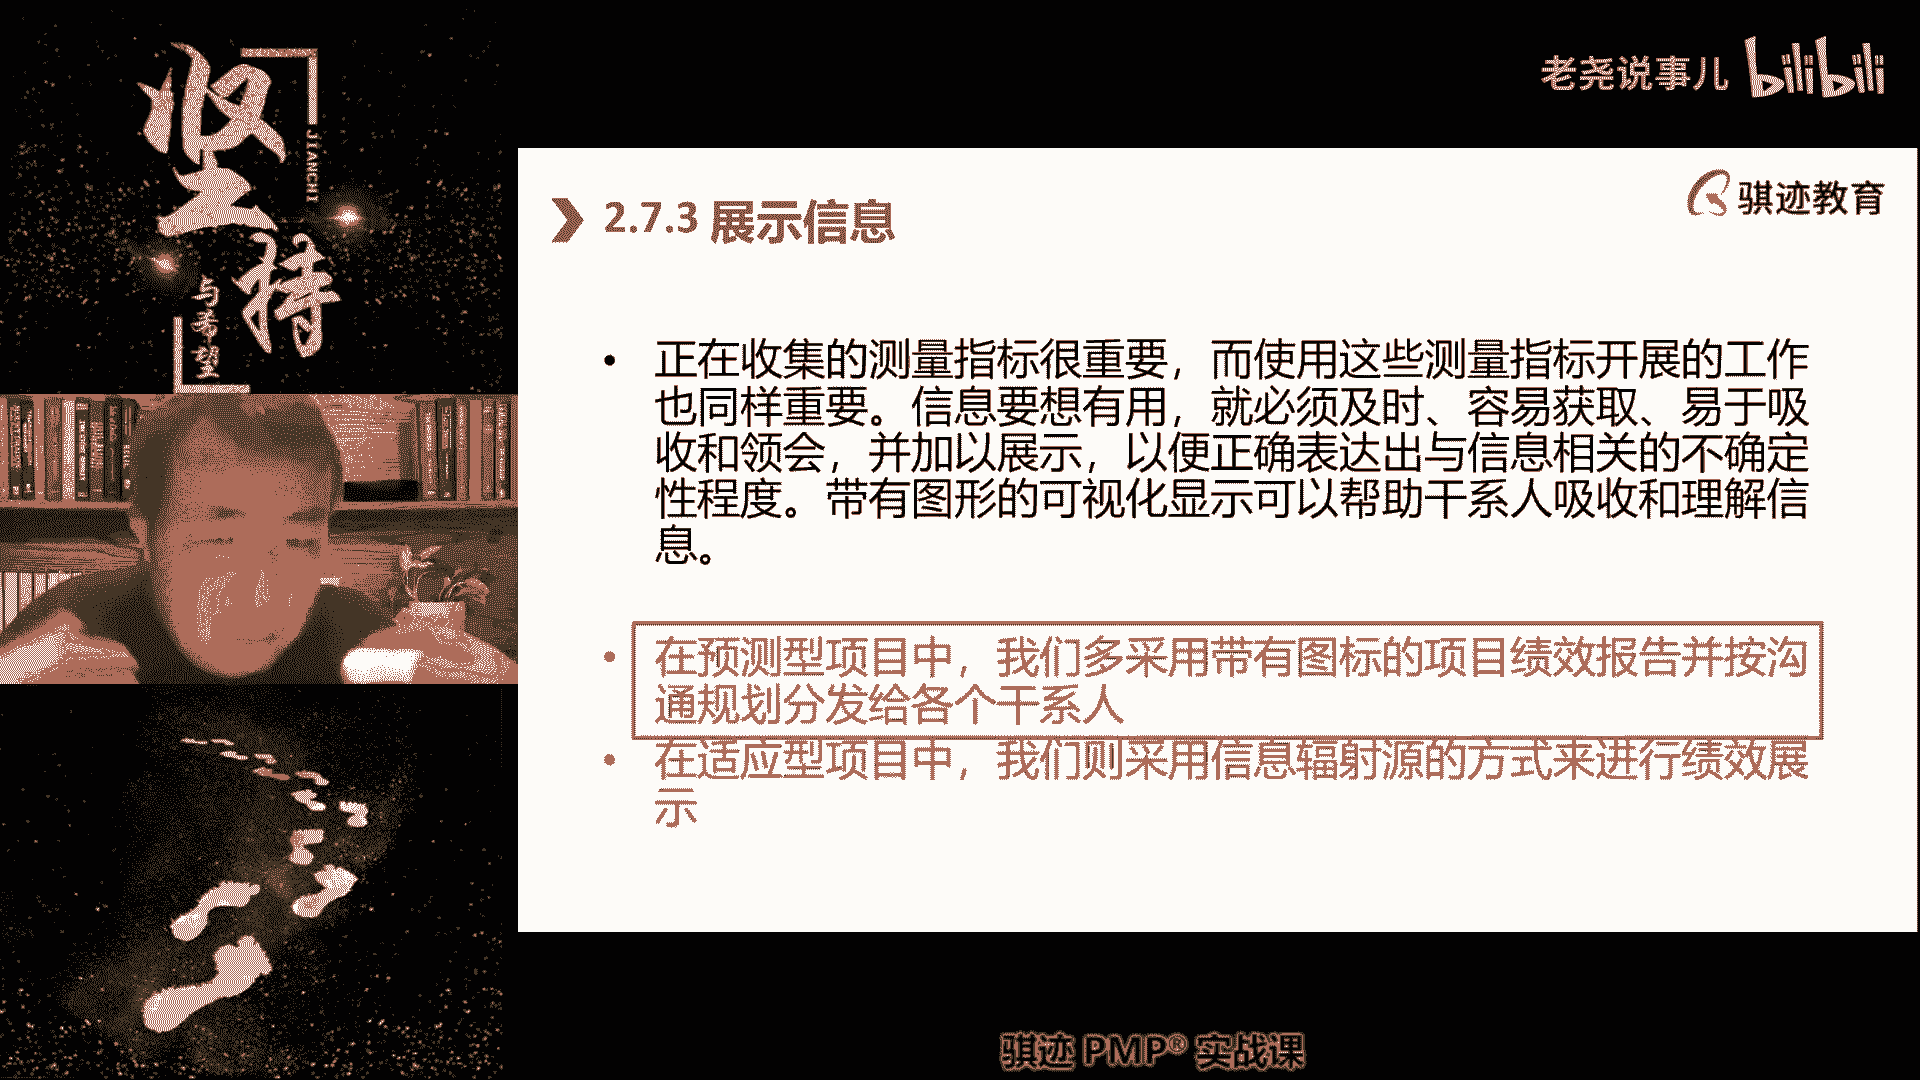 坚
持
JIANCHI
与希望
老尧说事儿 bilibili
骐迹教育
2.7.3 展示信息
• 正在收集的测量指标很重要，而使用这些测量指标开展的工作
也同样重要。信息要想有用，就必须及时、容易获取、易于吸
收和领会，并加以展示，以便正确表达出与信息相关的不确定
性程度。带有图形的可视化显示可以帮助干系人吸收和理解信
息。
• 在预测型项目中，我们多采用带有图标的项目绩效报告并按沟
通规划分发给各个干系人
• 在适应型项目中，我们则采用信息辐射源的方式来进行绩效展
示
骐迹 PMP® 实战课